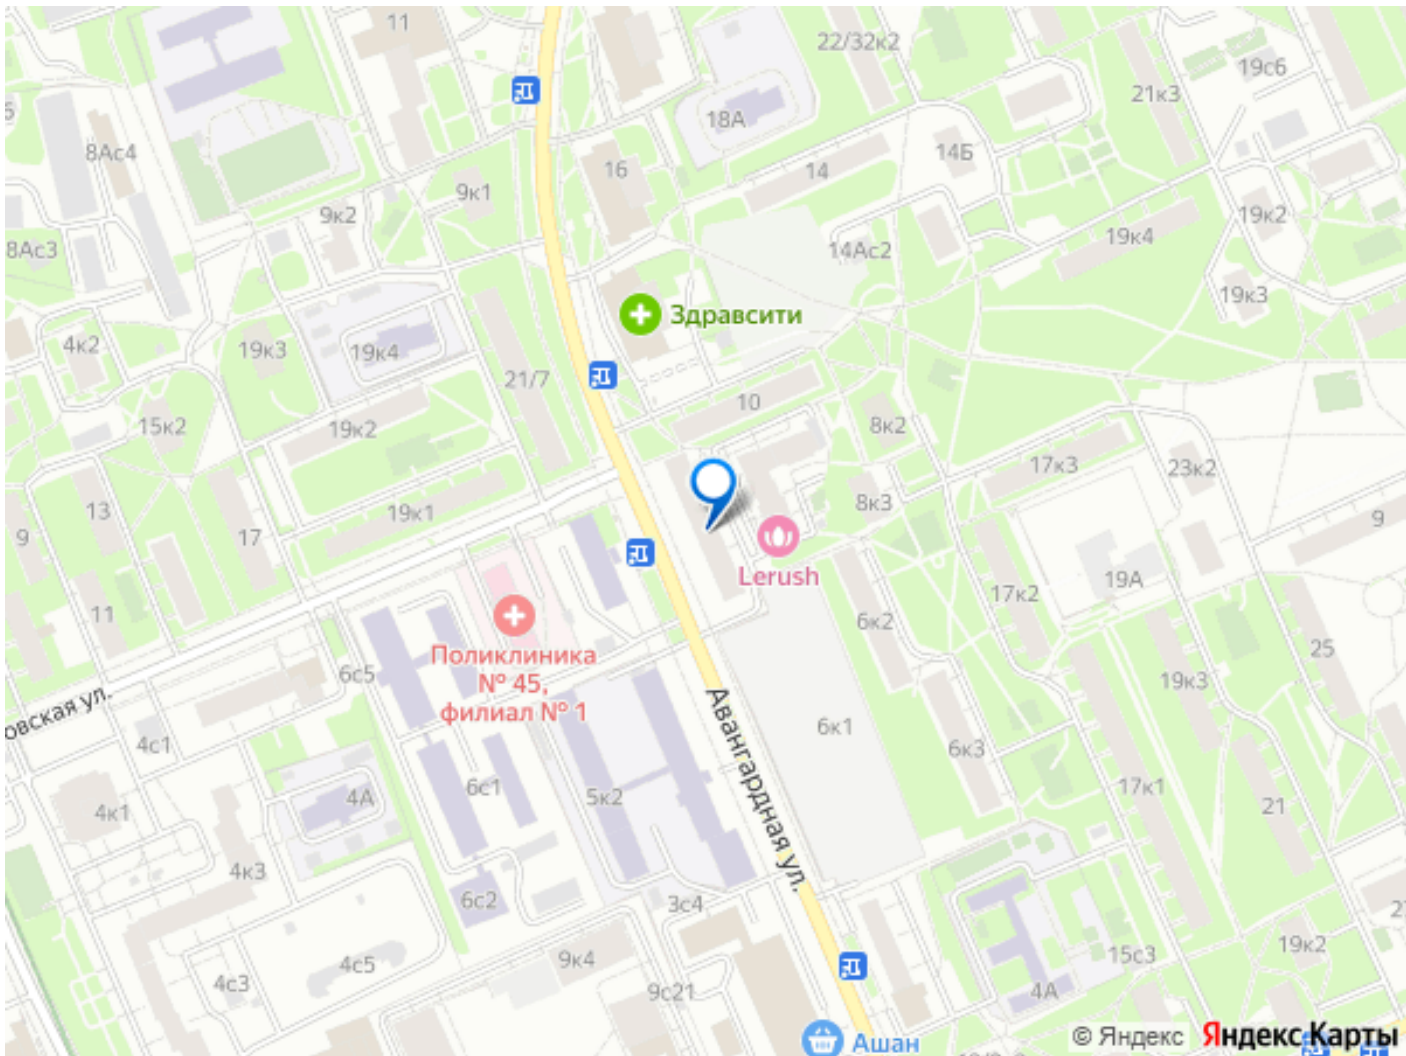 11
22/32к2
19с6
21к3
18А
8Ас4
14Б
16
14
9к1
9к2
19к2
19к4
8Ас3
14Ас2
19к3
Здравсити
4к2
19к3
19к4
21/7
10
15к2
19к2
8к2
17к3
23к2
13
19к1
8к3
9
9
17
Lerush
19А
17к2
11
6к2
25
Поликлиника
№ 45,
филиал № 1
6с5
19к3
овская ул.
4с1
Авангардная ул.
6к1
6к3
4к1
4А
6с1
5к2
17к1
21
4к3
6с2
3с4
19к2
15с3
4с5
9к4
4с3
9с21
4А
Ашан
© Яндекс
Яндекс Карты